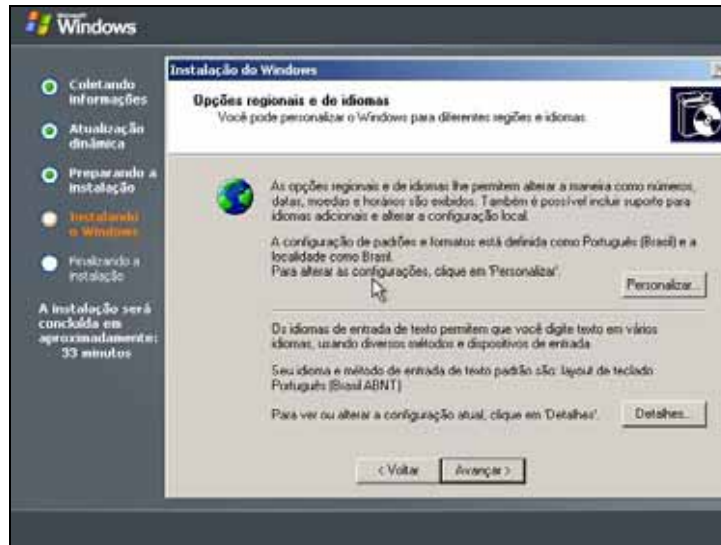 Microsoft
Windows
Coletando
informações
Atualização
dinâmica
Preparando a
instalação
Instalando
o Windows
Finalizando a
instalação
A instalação será
concluída em
aproximadamente:
33 minutos
Instalação do Windows
Opções regionais e de idiomas
Você pode personalizar o Windows para diferentes regiões e idiomas.
As opções regionais e de idiomas lhe permitem alterar a maneira como números,
datas, moedas e horários são exibidos. Também é possível incluir suporte para
idiomas adicionais e alterar a configuração local.
A configuração de padrões e formatos está definida como Português (Brasil) e a
localidade como Brasil.
Para alterar as configurações, clique em 'Personalizar'.
Personalizar...
Os idiomas de entrada de texto permitem que você digite texto em vários
idiomas, usando diversos métodos e dispositivos de entrada
Seu idioma e método de entrada de texto padrão são: layout de teclado
Português (Brasil ABNT)
Para ver ou alterar a configuração atual, clique em 'Detalhes'.
Detalhes...
< Voltar
Avançar >